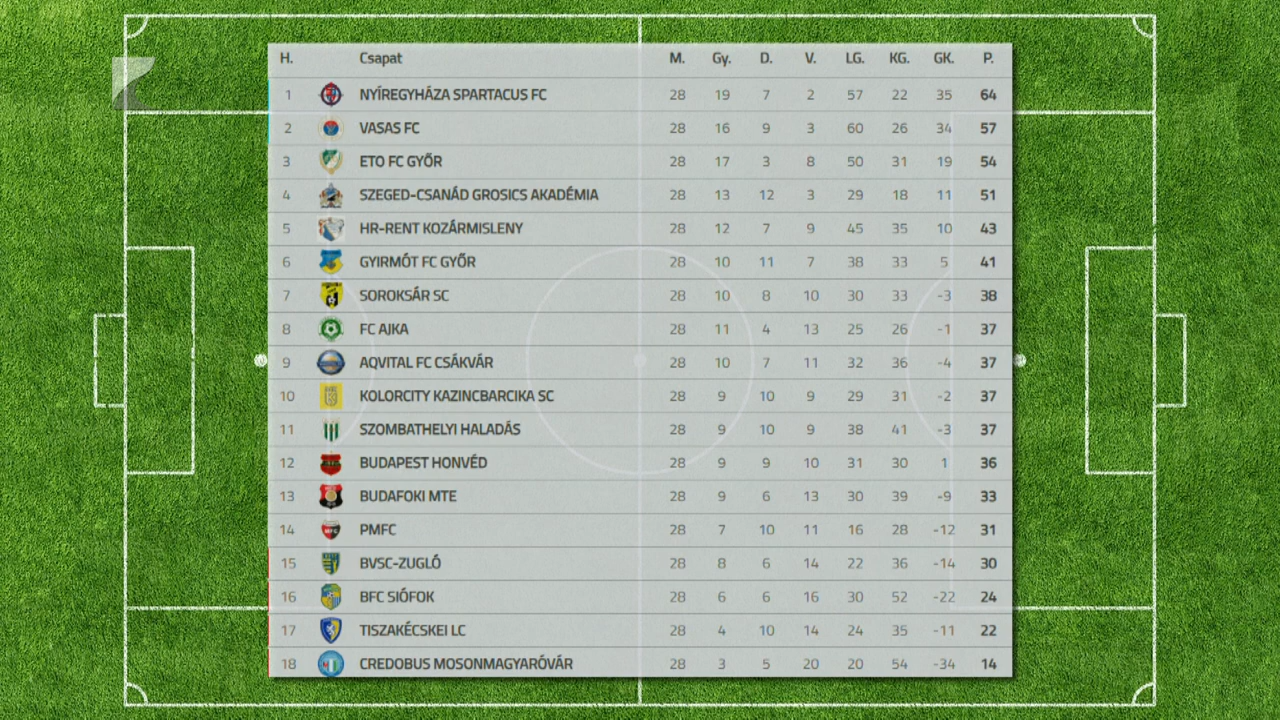 H. Csapat M. Gy. D. V. LG. KG. GK. P.
1 NYÍREGYHÁZA SPARTACUS FC 28 19 7 2 57 22 35 64
2 VASAS FC 28 16 9 3 60 26 34 57
3 ETO FC GYŐR 28 17 3 8 50 31 19 54
4 SZEGED-CSANÁD GROSICS AKADÉMIA 28 13 12 3 29 18 11 51
5 HR-RENT KOZÁRMISLENY 28 12 7 9 45 35 10 43
6 GYIRMÓT FC GYŐR 28 10 11 7 38 33 5 41
7 SOROKSÁR SC 28 10 8 10 30 33 -3 38
8 FC AJKA 28 11 4 13 25 26 -1 37
9 AQVITAL FC CSÁKVÁR 28 10 7 11 32 36 -4 37
10 KOLORCITY KAZINCBARCIKA SC 28 9 10 9 29 31 -2 37
11 SZOMBATHELYI HALADÁS 28 9 10 9 38 41 -3 37
12 BUDAPEST HONVÉD 28 9 9 10 31 30 1 36
13 BUDAFOKI MTE 28 9 6 13 30 39 -9 33
14 PMFC 28 7 10 11 16 28 -12 31
15 BVSC-ZUGLÓ 28 8 6 14 22 36 -14 30
16 BFC SIÓFOK 28 6 6 16 30 52 -22 24
17 TISZAKÉCSKEI LC 28 4 10 14 24 35 -11 22
18 CREDOBUS MOSONMAGYARÓVÁR 28 3 5 20 20 54 -34 14